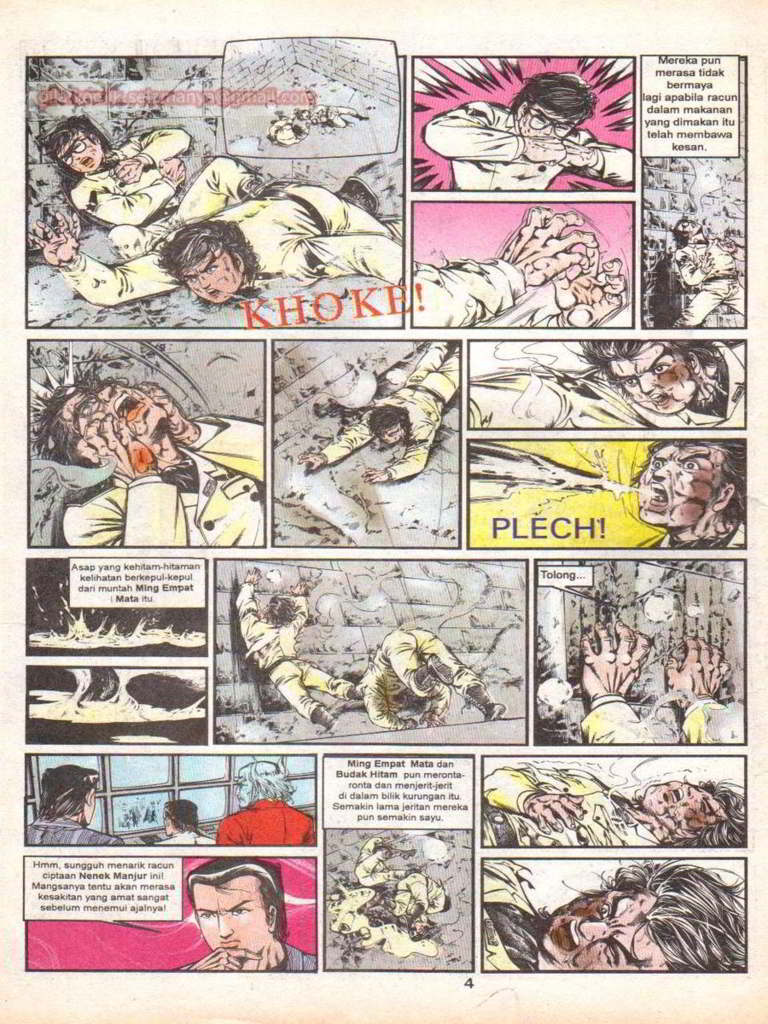 KHOKE!
Mereka pun
merasa tidak
bermaya
lagi apabila racun
dalam makanan
yang dimakan itu
telah membawa
kesan.
PLECH!
Asap yang kehitam-hitaman
kelihatan berkepul-kepul
dari muntah Ming Empat
Mata itu.
Tolong...
Ming Empat Mata dan
Budak Hitam pun meronta-
ronta dan menjerit-jerit
di dalam bilik kurungan itu.
Semakin lama jeritan mereka
pun semakin sayu.
Hmm, sungguh menarik racun
ciptaan Nenek Manjur ini!
Mangsanya tentu akan merasa
kesakitan yang amat sangat
sebelum menemui ajalnya!
4